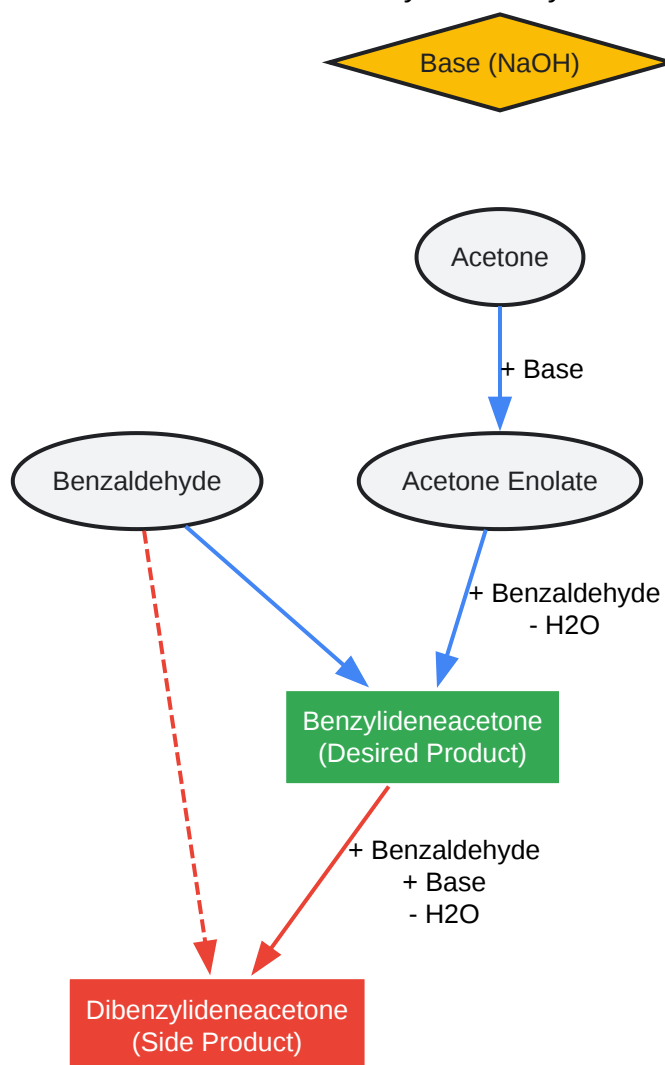 Base (NaOH)
Acetone
+ Base
Benzaldehyde
Acetone Enolate
+ Benzaldehyde
- H2O
Benzylideneacetone
(Desired Product)
+ Benzaldehyde
+ Base
- H2O
Dibenzylideneacetone
(Side Product)